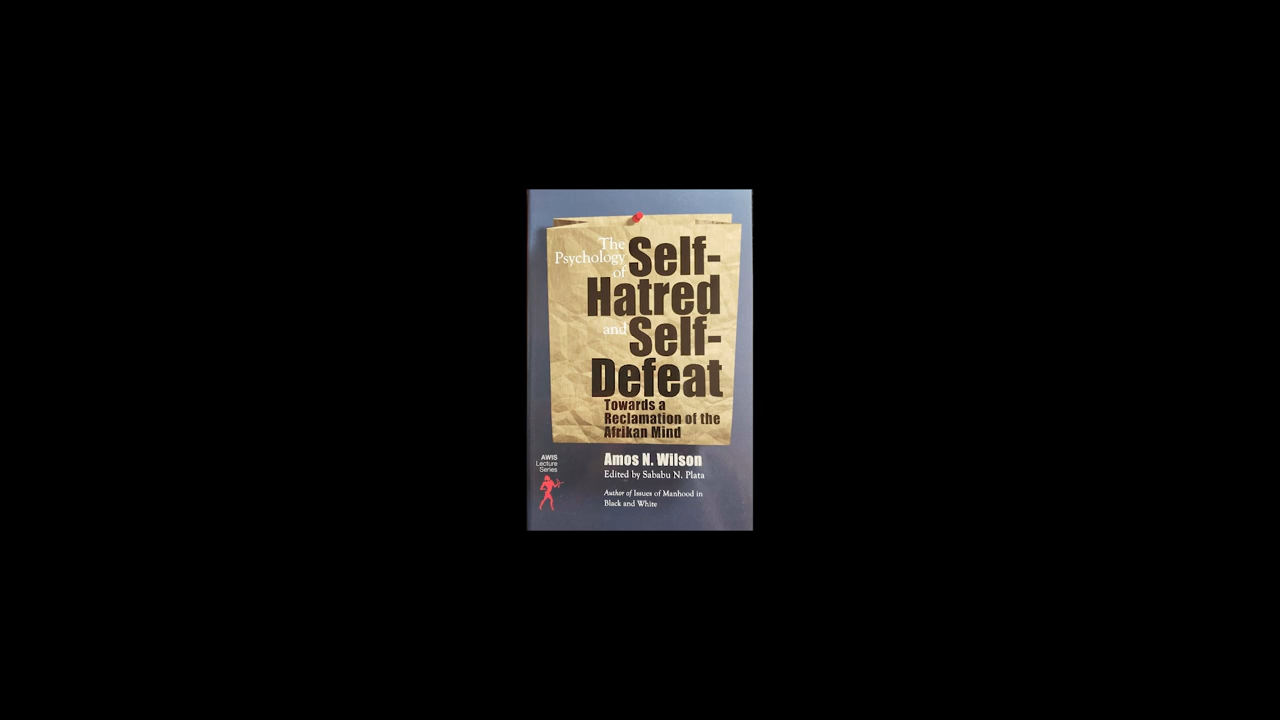 The
Psychology
of
Self-
Hatred
and
Self-
Defeat
Towards a
Reclamation of the
Afrikan Mind
Amos N. Wilson
Edited by Sababu N. Plata
Author of Issues of Manhood in
Black and White
AWIS
Lecture
Series